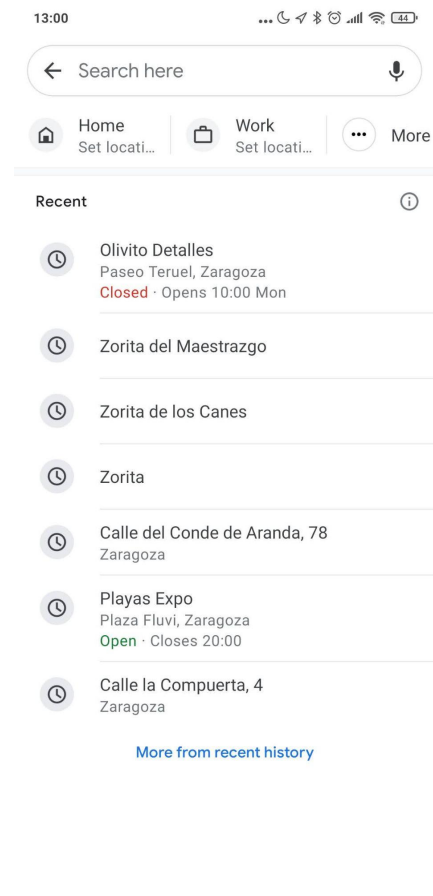 13:00
44
Search here
Home
Set locati...
Work
Set locati...
More
Recent
Olivito Detalles
Paseo Teruel, Zaragoza
Closed · Opens 10:00 Mon
Zorita del Maestrazgo
Zorita de los Canes
Zorita
Calle del Conde de Aranda, 78
Zaragoza
Playas Expo
Plaza Fluvi, Zaragoza
Open · Closes 20:00
Calle la Compuerta, 4
Zaragoza
More from recent history